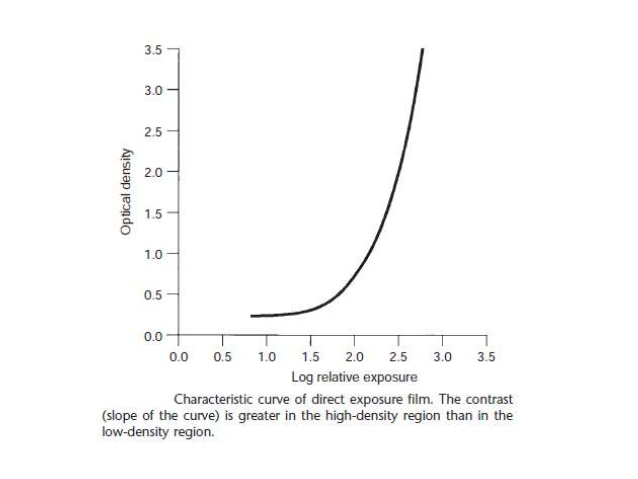 3.5
3.0
2.5
2.0
1.5
1.0
0.5
0.0
Optical density
0.0 0.5 1.0 1.5 2.0 2.5 3.0 3.5
Log relative exposure
Characteristic curve of direct exposure film. The contrast
(slope of the curve) is greater in the high-density region than in the
low-density region.